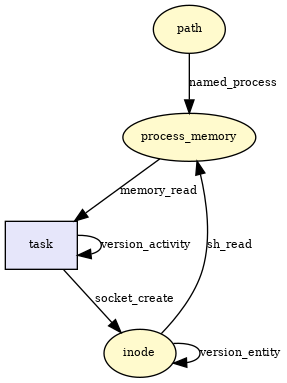 path
named_process
process_memory
memory_read
task
version_activity
sh_read
socket_create
inode
version_entity